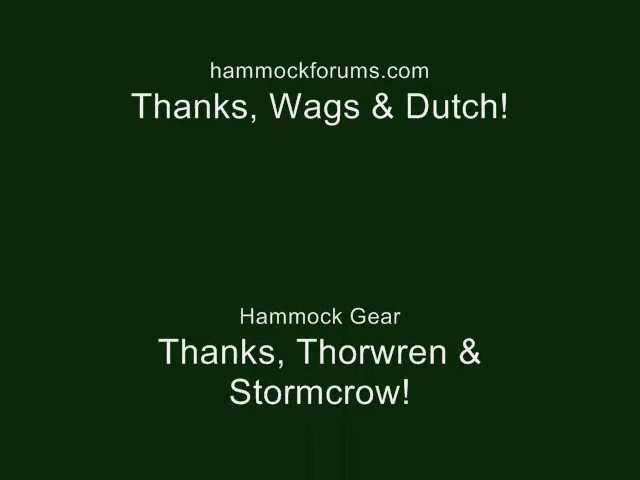 hammockforums.com
Thanks, Wags & Dutch!
Hammock Gear
Thanks, Thorwren &
Stormcrow!